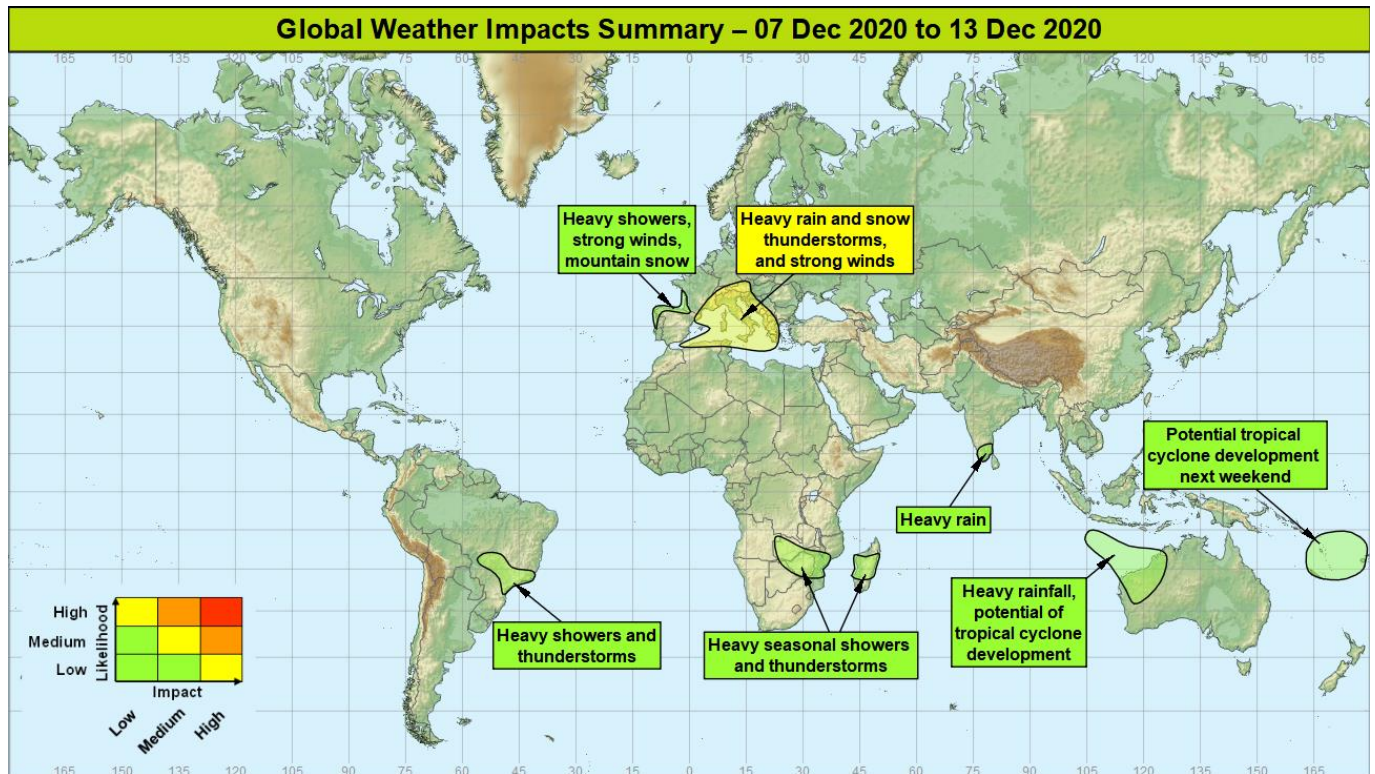 Global Weather Impacts Summary – 07 Dec 2020 to 13 Dec 2020
165 150 135 120 105 90 75 60 45 30 15 0 15 30 45 60 75 90 105 120 135 150 165
Heavy showers,
strong winds,
mountain snow
Heavy rain and snow
thunderstorms,
and strong winds
Potential tropical
cyclone development
next weekend
Heavy rain
Heavy rainfall,
potential of
tropical cyclone
development
Heavy seasonal showers
and thunderstorms
Heavy showers and
thunderstorms
High
Medium
Low
Likelihood
Impact
Low
Medium
High
165 150 135 120 105 90 75 60 45 30 15 0 15 30 45 60 75 90 105 120 135 150 165